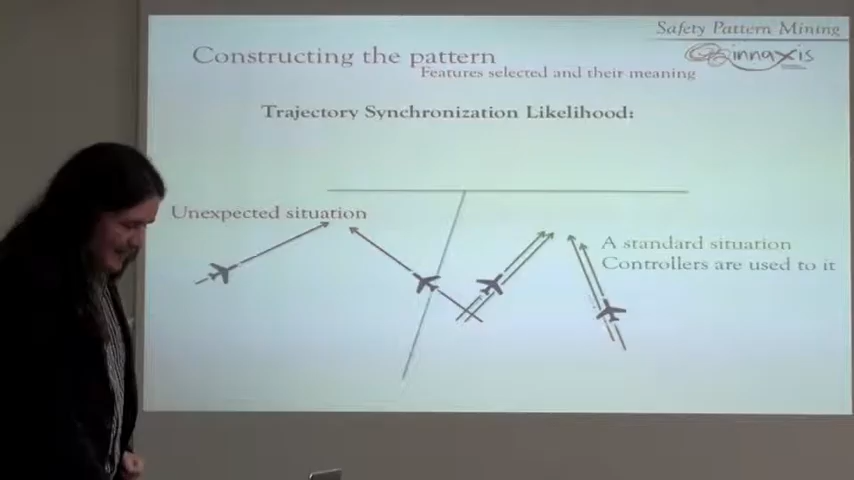 Safety Pattern Mining
innaxis
Constructing the pattern
Features selected and their meaning
Trajectory Synchronization Likelihood:
Unexpected situation
A standard situation
Controllers are used to it